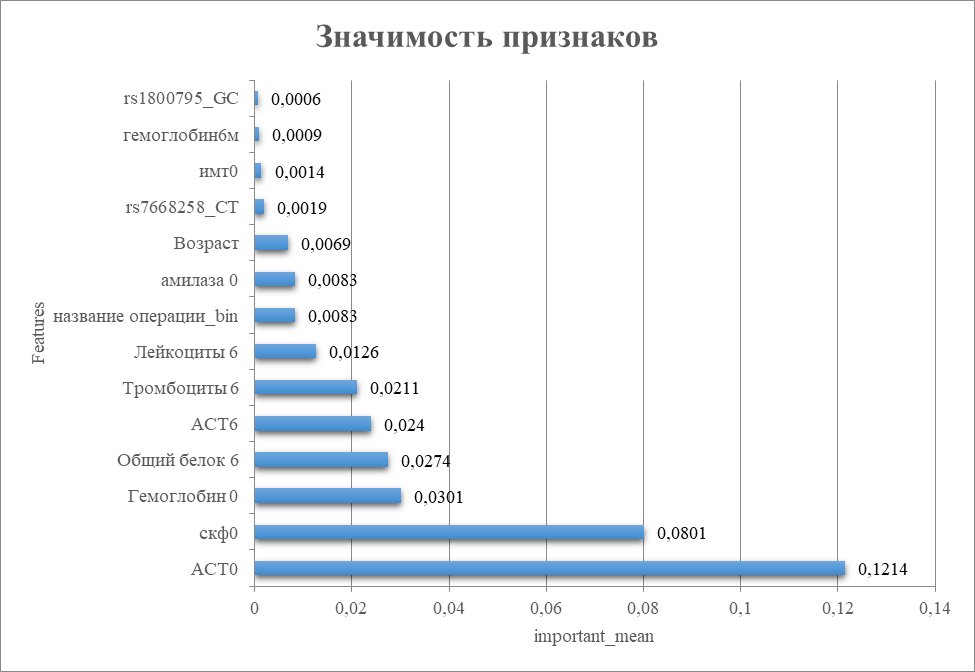 Значимость признаков
rs1800795_GC 0,0006
гемоглобин6м 0,0009
имт0 0,0014
rs7668258_CT 0,0019
Возраст 0,0069
амилаза 0 0,0083
название операции_bin 0,0083
Лейкоциты 6 0,0126
Тромбоциты 6 0,0211
АСТ6 0,024
Общий белок 6 0,0274
Гемоглобин 0 0,0301
скф0 0,0801
АСТ0 0,1214
0 0,02 0,04 0,06 0,08 0,1 0,12 0,14
important_mean
Features